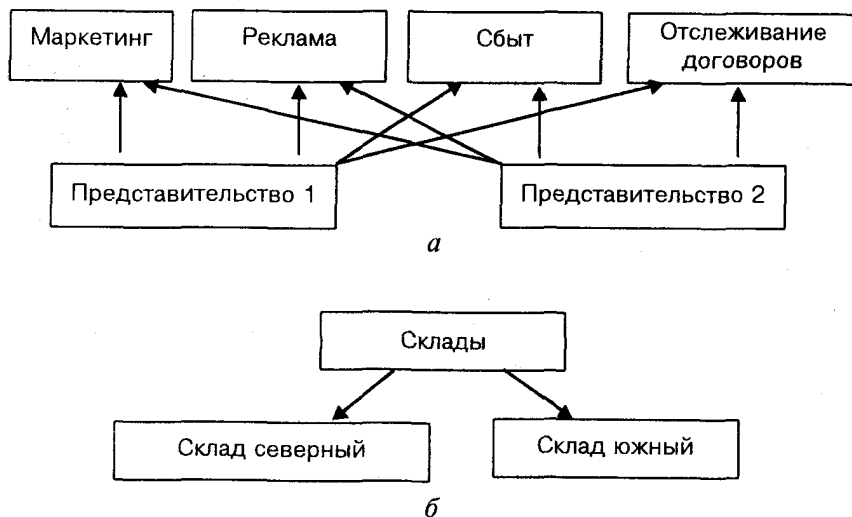 Маркетинг
Реклама
Сбыт
Отслеживание
договоров
Представительство 1
Представительство 2
а
Склады
Склад северный
Склад южный
б